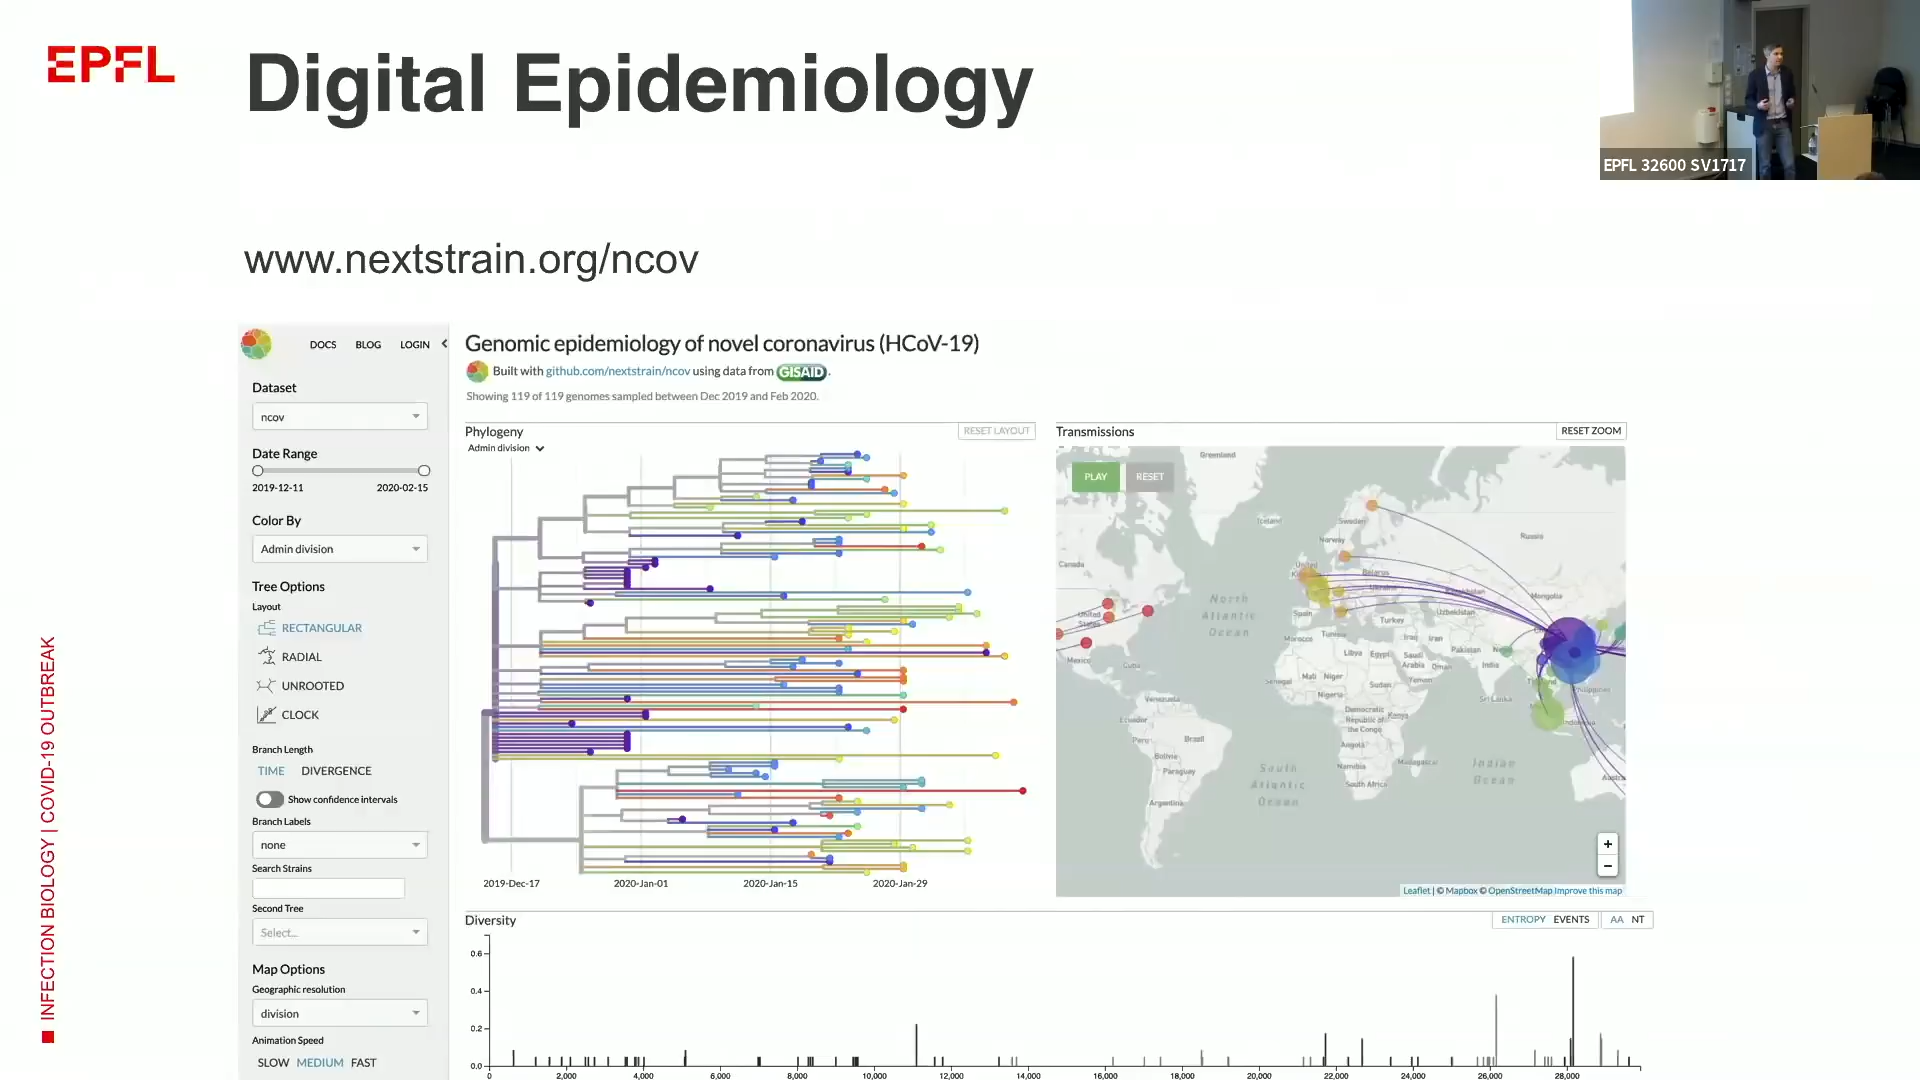 EPFL
Digital Epidemiology
EPFL 32600 SV1717
www.nextstrain.org/ncov
INFECTION BIOLOGY | COVID-19 OUTBREAK
DOCS BLOG LOGIN
Dataset
ncov
Date Range
2019-12-11 2020-02-15
Color By
Admin division
Tree Options
Layout
RECTANGULAR
RADIAL
UNROOTED
CLOCK
Branch Length
TIME DIVERGENCE
Show confidence intervals
Branch Labels
none
Search Strains
Second Tree
Select...
Map Options
Geographic resolution
division
Animation Speed
SLOW MEDIUM FAST
Genomic epidemiology of novel coronavirus (HCoV-19)
Built with github.com/nextstrain/ncov using data from GISAID.
Showing 119 of 119 genomes sampled between Dec 2019 and Feb 2020.
Phylogeny
RESET LAYOUT
Admin division
2019-Dec-17 2020-Jan-01 2020-Jan-15 2020-Jan-29
Transmissions
RESET ZOOM
PLAY RESET
Greenland
Iceland
Sweden
Norway
Russia
Canada
United
Belarus
Ukraine
Kazakhstan
Mongolia
North
Atlantic
Ocean
United
States
Spain
Turkey
Uzbekistan
Morocco
Iraq Iran
Mexico
Cuba
Libya Egypt
Saudi
Arabia
Oman
Pakistan
India
Senegal
Mali Niger
Sudan
Yemen
Nigeria
Sri Lanka
Philippines
Venezuela
Ecuador
Democratic
Republic of
the Congo
Kenya
Indonesia
Peru
Brazil
Angola
Bolivia
Namibia
Madagascar
Paraguay
South Africa
South
Atlantic
Ocean
Indian
Ocean
Argentina
+
−
Leaflet | © Mapbox © OpenStreetMap Improve this map
Diversity
ENTROPY EVENTS AA NT
0.6
0.4
0.2
0.0
0 2,000 4,000 6,000 8,000 10,000 12,000 14,000 16,000 18,000 20,000 22,000 24,000 26,000 28,000